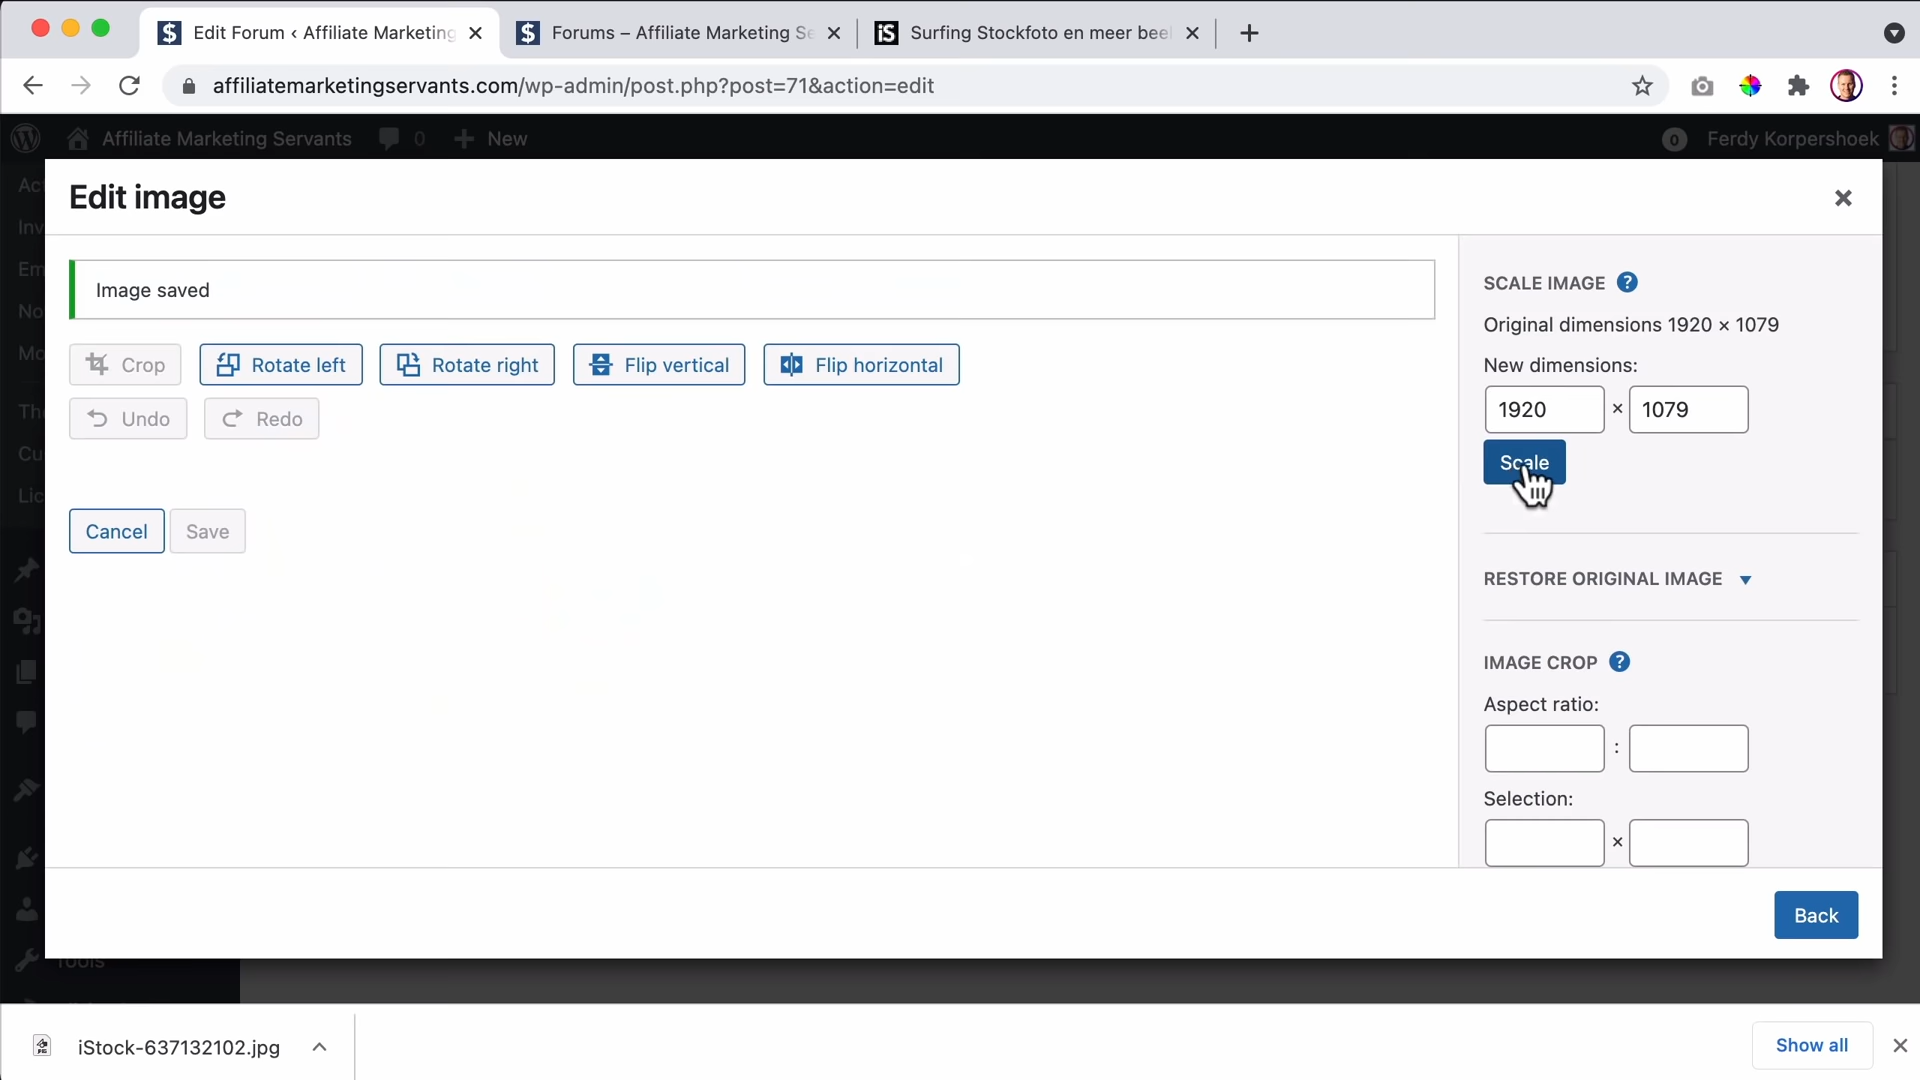 Edit Forum ‹ Affiliate Marketing
Forums – Affiliate Marketing Se
iS
Surfing Stockfoto en meer beel
affiliatemarketingservants.com/wp-admin/post.php?post=71&action=edit
Affiliate Marketing Servants
0
New
0
Ferdy Korpershoek
Edit image
Image saved
Crop
Rotate left
Rotate right
Flip vertical
Flip horizontal
Undo
Redo
Cancel
Save
SCALE IMAGE ?
Original dimensions 1920 × 1079
New dimensions:
1920 × 1079
Scale
RESTORE ORIGINAL IMAGE
IMAGE CROP ?
Aspect ratio:
:
Selection:
×
Back
Tools
iStock-637132102.jpg
Show all